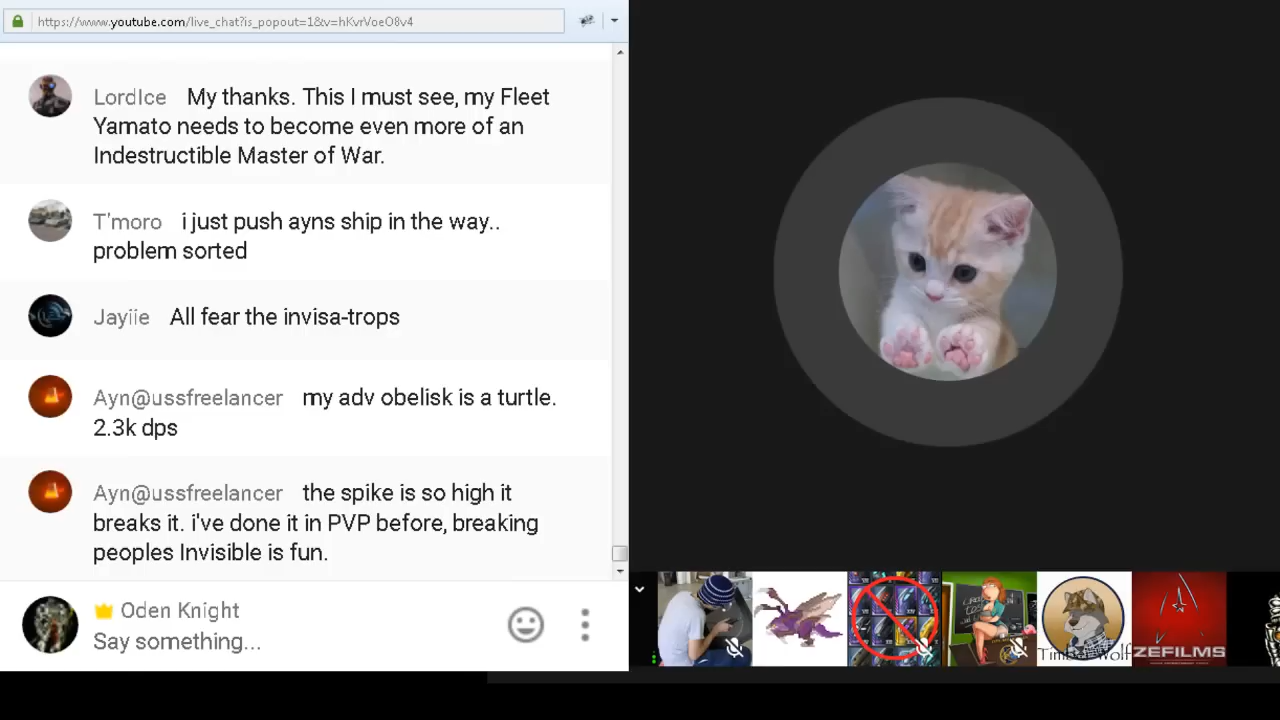 https://www.youtube.com/live_chat?is_popout=1&v=hKvrVoeO8v4
LordIce My thanks. This I must see, my Fleet
Yamato needs to become even more of an
Indestructible Master of War.
T'moro i just push ayns ship in the way..
problem sorted
Jayiie All fear the invisa-trops
Ayn@ussfreelancer my adv obelisk is a turtle.
2.3k dps
Ayn@ussfreelancer the spike is so high it
breaks it. i've done it in PVP before, breaking
peoples Invisible is fun.
Oden Knight
Say something...
Timber Wolf
ZEFILMS